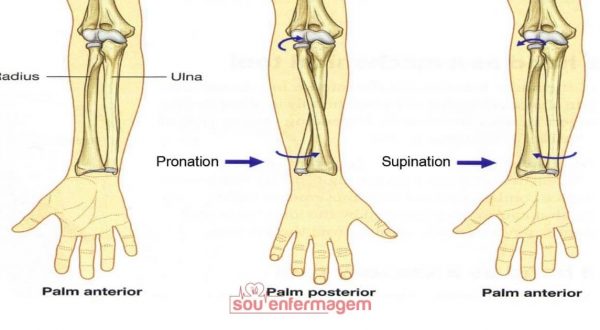 Radius
Ulna
Pronation
Supination
Palm anterior
Palm posterior
Palm anterior
sou enfermagem